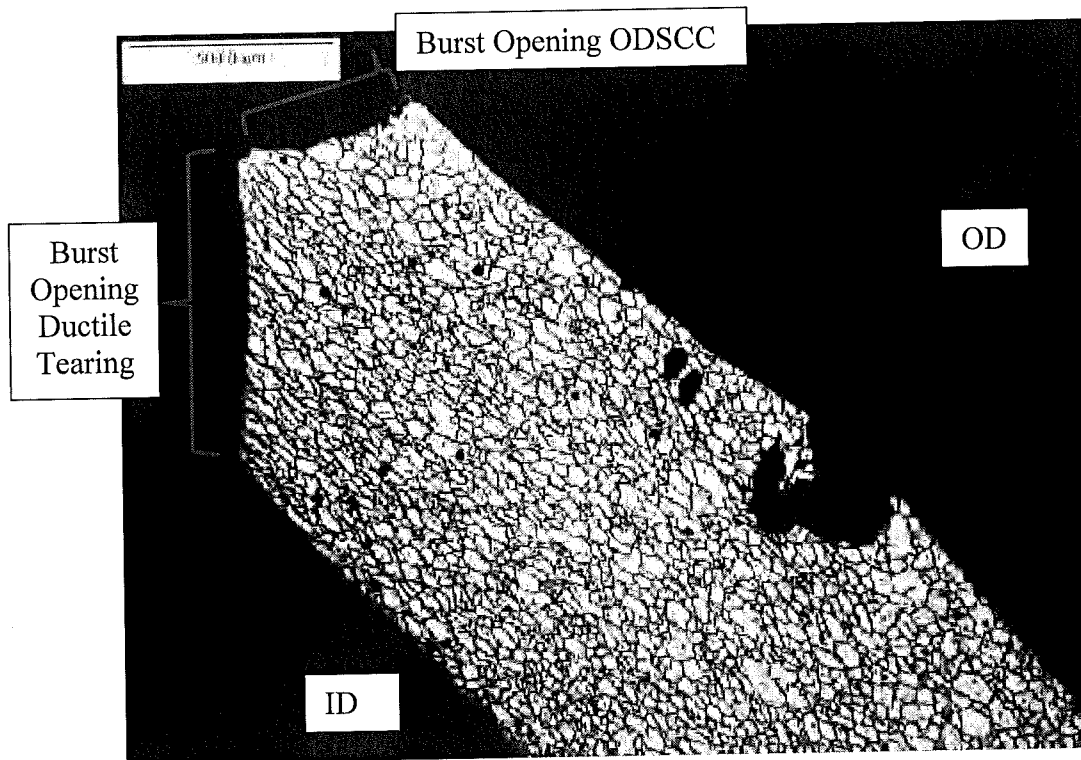 Burst Opening ODSCC
OD
Burst
Opening
Ductile
Tearing
ID